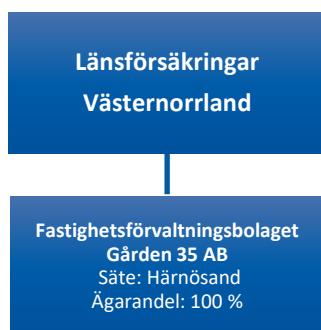 Länsförsäkringar
Västernorrland
Fastighetsförvaltningsbolaget
Gården 35 AB
Säte: Härnösand
Ägarandel: 100 %